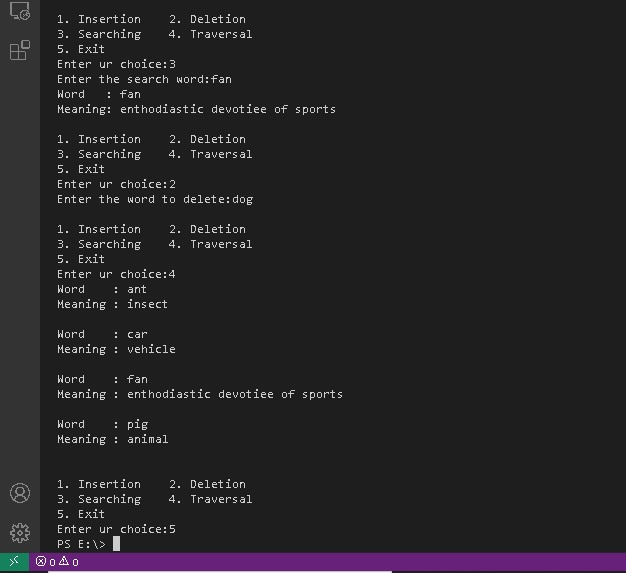 1. Insertion    2. Deletion
3. Searching    4. Traversal
5. Exit
Enter ur choice:3
Enter the search word:fan
Word   : fan
Meaning: enthodiastic devotiee of sports
1. Insertion    2. Deletion
3. Searching    4. Traversal
5. Exit
Enter ur choice:2
Enter the word to delete:dog
1. Insertion    2. Deletion
3. Searching    4. Traversal
5. Exit
Enter ur choice:4
Word    : ant
Meaning : insect
Word    : car
Meaning : vehicle
Word    : fan
Meaning : enthodiastic devotiee of sports
Word    : pig
Meaning : animal
1. Insertion    2. Deletion
3. Searching    4. Traversal
5. Exit
Enter ur choice:5
PS E:\>
0 0